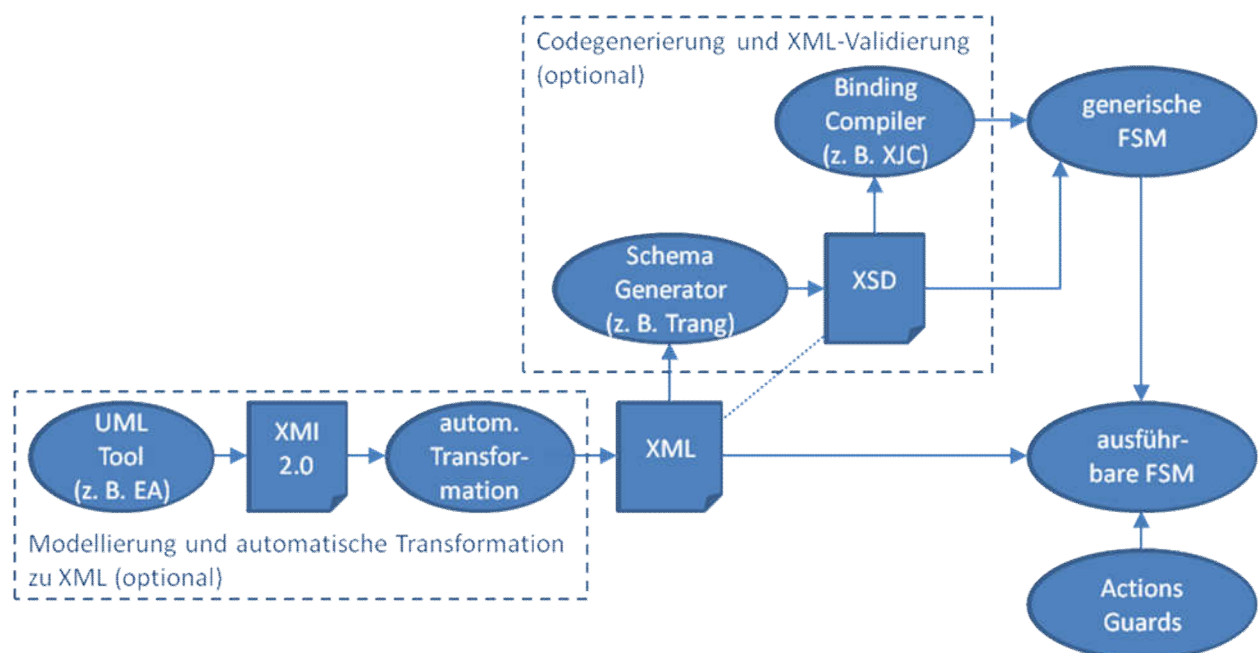 Codegenerierung und XML-Validierung
(optional)
Binding
Compiler
(z. B. XJC)
generische
FSM
Schema
Generator
(z. B. Trang)
XSD
UML
Tool
(z. B. EA)
XMI
2.0
autom.
Transfor-
mation
XML
ausführ-
bare FSM
Modellierung und automatische Transformation
zu XML (optional)
Actions
Guards